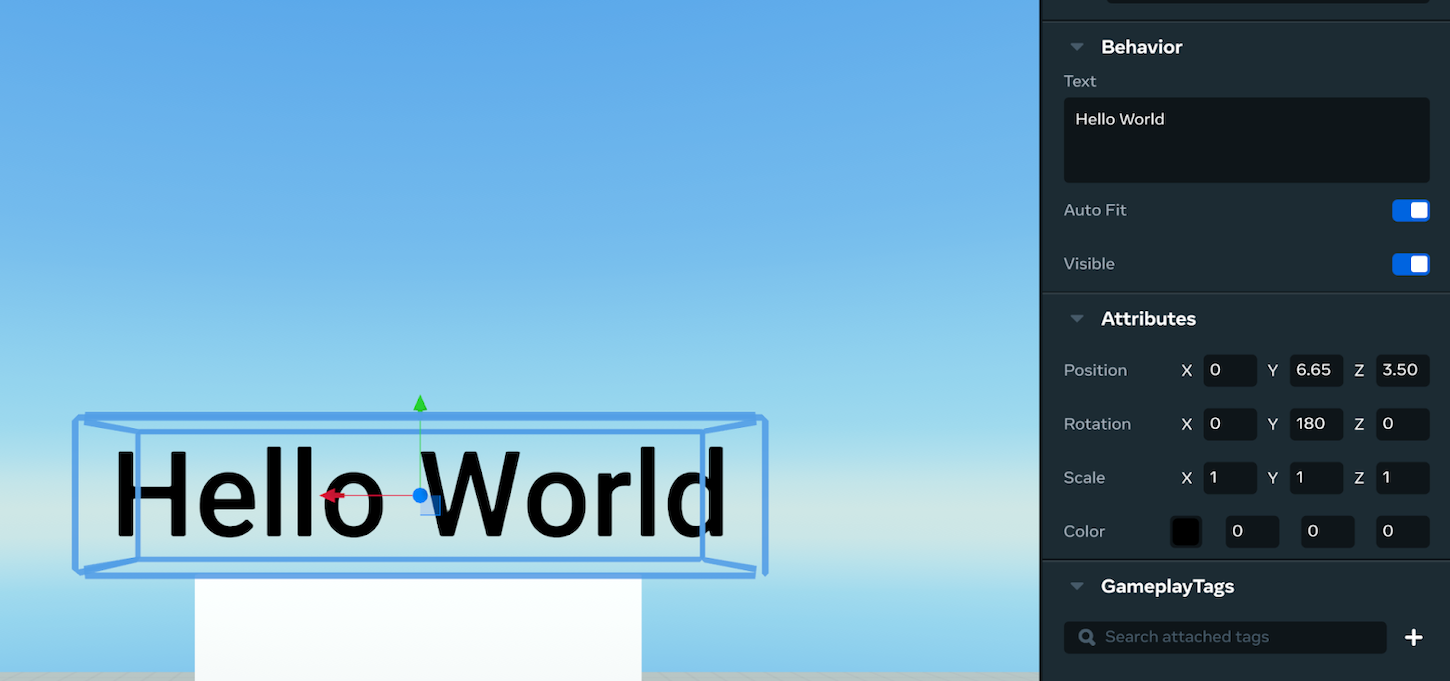 Hello World
Behavior
Text
Hello World
Auto Fit
Visible
Attributes
Position X 0 Y 6.65 Z 3.50
Rotation X 0 Y 180 Z 0
Scale X 1 Y 1 Z 1
Color 0 0 0
GameplayTags
Search attached tags +